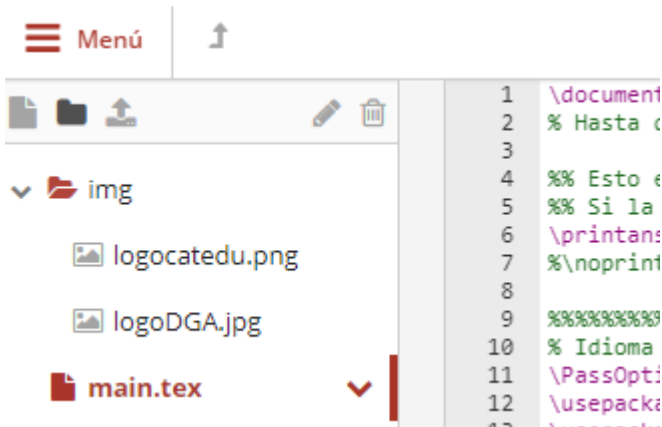 Menú
img
logocatedu.png
logoDGA.jpg
main.tex
1 \document
2 % Hasta
3
4 %% Esto
5 %% Si la
6 \printans
7 %\noprint
8
9 %%%%%%%%%
10 % Idioma
11 \PassOpti
12 \usepacka